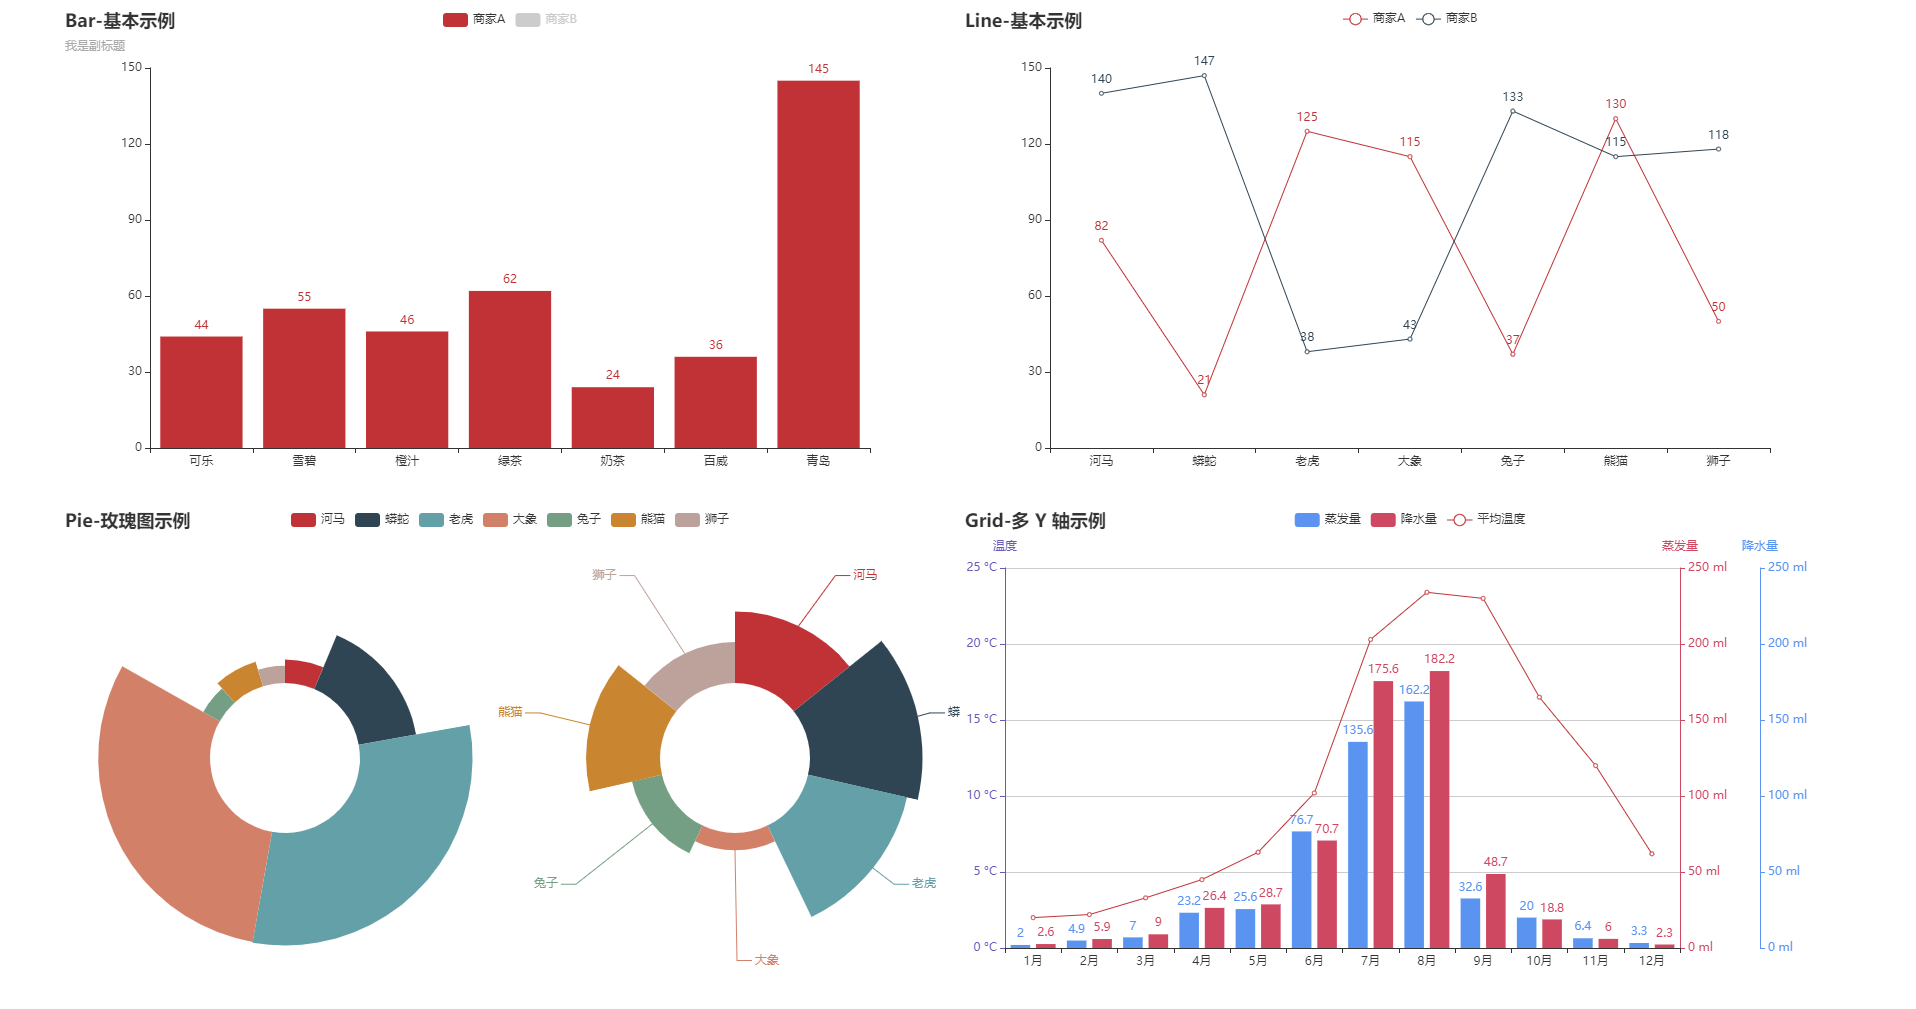 Bar-基本示例
我是副标题
商家A 商家B
150
120
90
60
30
0
44 55 46 62 24 36 145
可乐 雪碧 橙汁 绿茶 奶茶 百威 青岛
Line-基本示例
商家A 商家B
150
120
90
60
30
0
140 147 38 43 133 115 118
82 21 125 115 37 130 50
河马 蟒蛇 老虎 大象 兔子 熊猫 狮子
Pie-玫瑰图示例
河马 蟒蛇 老虎 大象 兔子 熊猫 狮子
狮子 河马
熊猫 蟒
兔子 老虎
大象
Grid-多 Y 轴示例
蒸发量 降水量 平均温度
温度 蒸发量 降水量
25 °C 250 ml 250 ml
20 °C 200 ml 200 ml
15 °C 150 ml 150 ml
10 °C 100 ml 100 ml
5 °C 50 ml 50 ml
0 °C 0 ml 0 ml
2 4.9 7 23.2 25.6 76.7 135.6 162.2 32.6 20 6.4 3.3
2.6 5.9 9 26.4 28.7 70.7 175.6 182.2 48.7 18.8 6 2.3
1月 2月 3月 4月 5月 6月 7月 8月 9月 10月 11月 12月